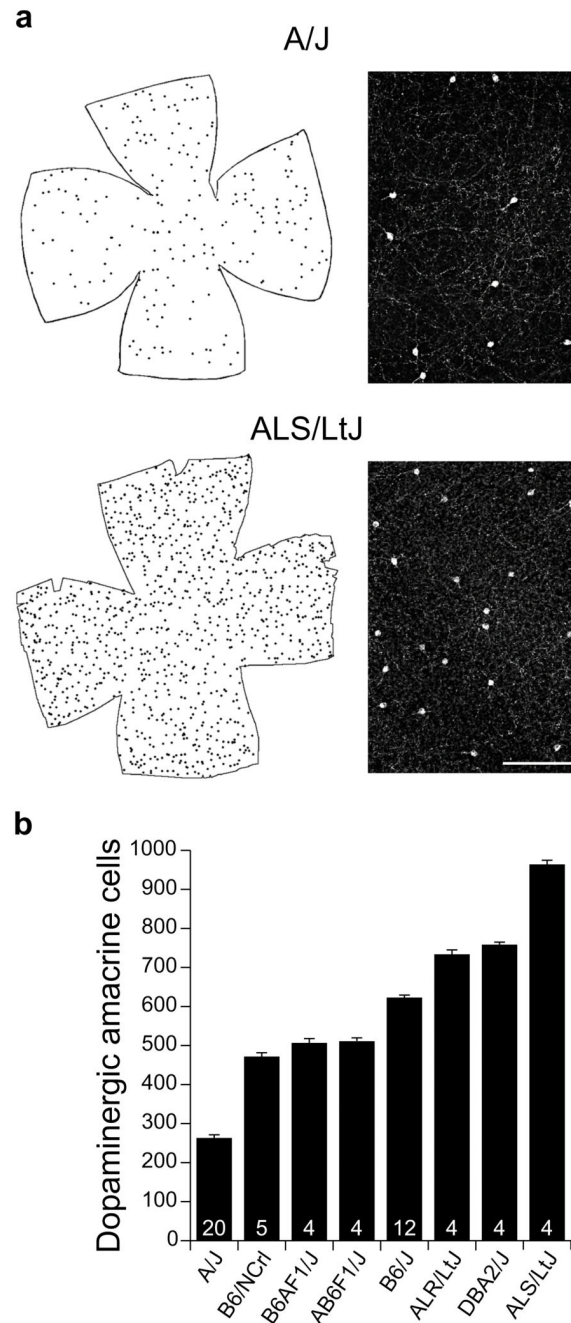 a
A/J
ALS/LtJ
b
Dopaminergic amacrine cells
1000
900
800
700
600
500
400
300
200
100
0
20 5 4 4 12 4 4 4
A/J B6/NCrl B6AF1/J AB6F1/J B6/J ALR/LtJ DBA2/J ALS/LtJ